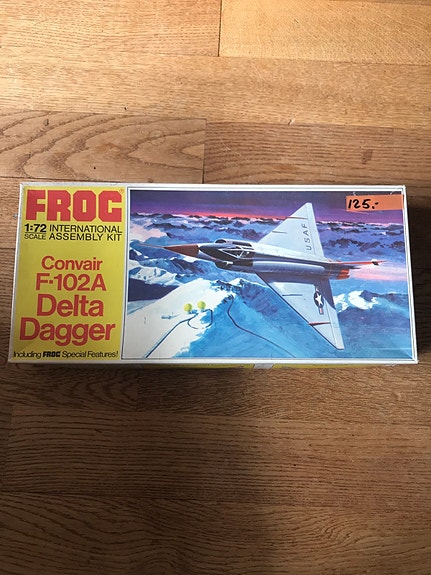 FROG
1:72 INTERNATIONAL
SCALE ASSEMBLY KIT
Convair
F-102A
Delta
Dagger
Including FROG Special Features!
125.-
USAF